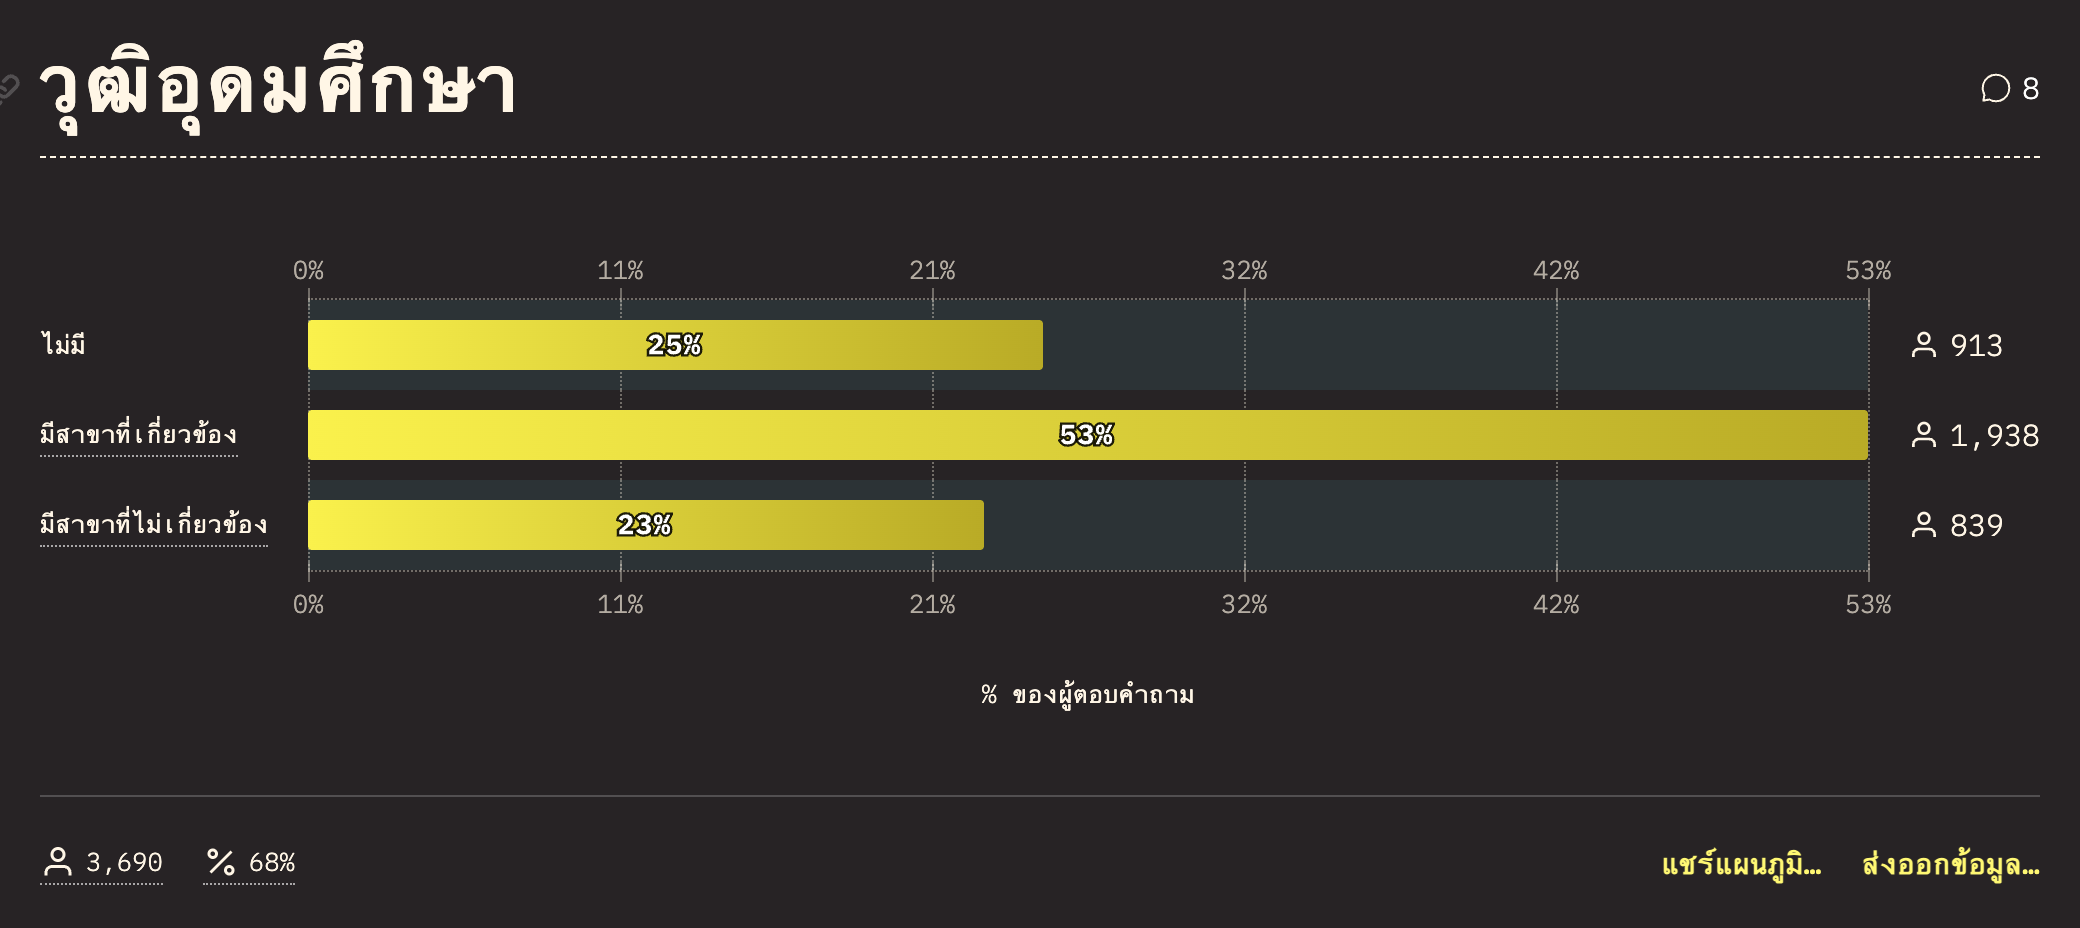 วุฒิอุดมศึกษา
8
0% 11% 21% 32% 42% 53%
ไม่มี 25% 913
มีสาขาที่เกี่ยวข้อง 53% 1,938
มีสาขาที่ไม่เกี่ยวข้อง 23% 839
0% 11% 21% 32% 42% 53%
% ของผู้ตอบคำถาม
3,690 68% แชร์แผนภูมิ… ส่งออกข้อมูล…